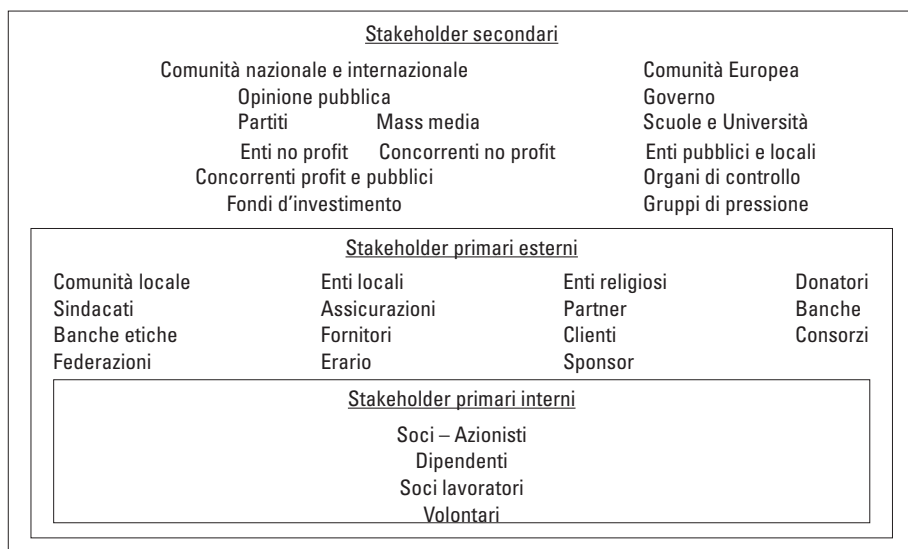 Stakeholder secondari
Comunità nazionale e internazionale Comunità Europea
Opinione pubblica Governo
Partiti Mass media Scuole e Università
Enti no profit Concorrenti no profit Enti pubblici e locali
Concorrenti profit e pubblici Organi di controllo
Fondi d'investimento Gruppi di pressione
Stakeholder primari esterni
Comunità locale Enti locali Enti religiosi Donatori
Sindacati Assicurazioni Partner Banche
Banche etiche Fornitori Clienti Consorzi
Federazioni Erario Sponsor
Stakeholder primari interni
Soci – Azionisti
Dipendenti
Soci lavoratori
Volontari